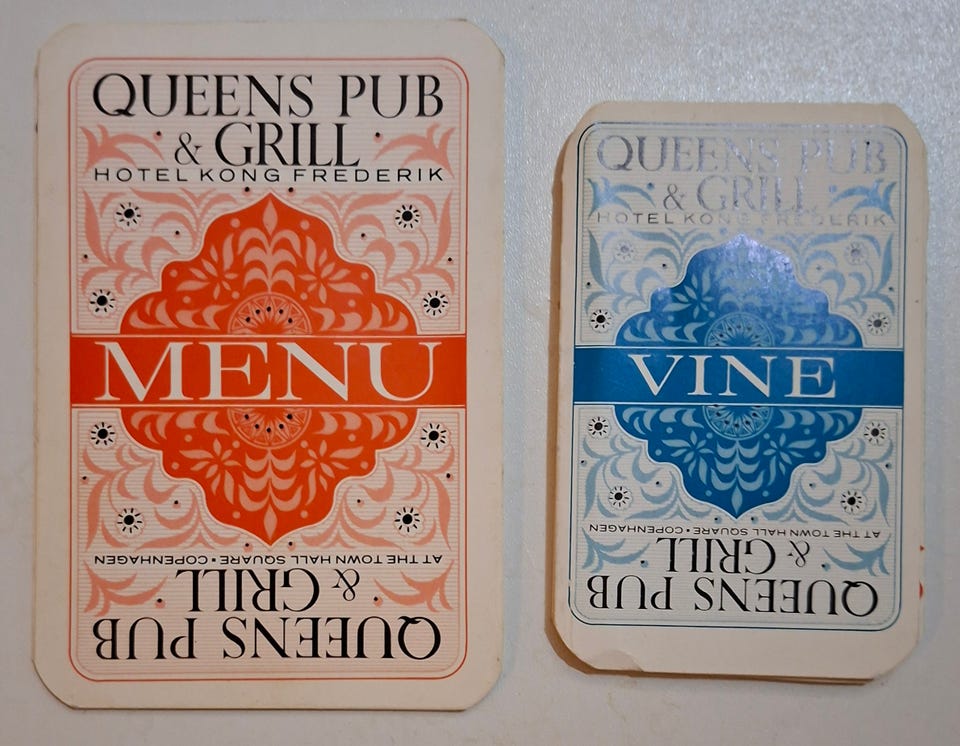 QUEENS PUB
& GRILL
HOTEL KONG FREDERIK
MENU
AT THE TOWN HALL SQUARE • COPENHAGEN
& GRILL
QUEENS PUB
QUEENS PUB
& GRILL
HOTEL KONG FREDERIK
VINE
AT THE TOWN HALL SQUARE • COPENHAGEN
& GRILL
QUEENS PUB